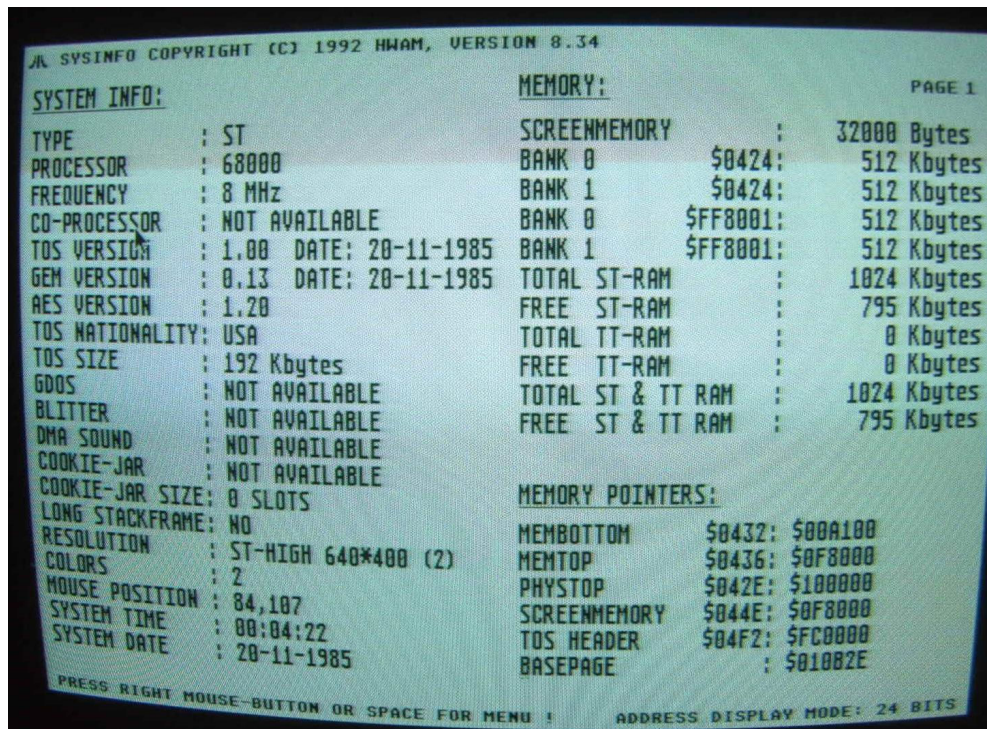 SYSINFO COPYRIGHT (C) 1992 HWAM, VERSION 8.34
PAGE 1
SYSTEM INFO:
TYPE : ST
PROCESSOR : 68000
FREQUENCY : 8 MHz
CO-PROCESSOR : NOT AVAILABLE
TOS VERSION : 1.00 DATE: 20-11-1985
GEM VERSION : 0.13 DATE: 20-11-1985
AES VERSION : 1.20
TOS NATIONALITY: USA
TOS SIZE : 192 Kbytes
GDOS : NOT AVAILABLE
BLITTER : NOT AVAILABLE
DMA SOUND : NOT AVAILABLE
COOKIE-JAR : NOT AVAILABLE
COOKIE-JAR SIZE: 0 SLOTS
LONG STACKFRAME: NO
RESOLUTION : ST-HIGH 640*400 (2)
COLORS : 2
MOUSE POSITION : 84,107
SYSTEM TIME : 00:04:22
SYSTEM DATE : 20-11-1985
MEMORY:
SCREENMEMORY : 32000 Bytes
BANK 0 $0424: 512 Kbytes
BANK 1 $0424: 512 Kbytes
BANK 0 $FF8001: 512 Kbytes
BANK 1 $FF8001: 512 Kbytes
TOTAL ST-RAM : 1024 Kbytes
FREE ST-RAM : 795 Kbytes
TOTAL TT-RAM : 0 Kbytes
FREE TT-RAM : 0 Kbytes
TOTAL ST & TT RAM : 1024 Kbytes
FREE ST & TT RAM : 795 Kbytes
MEMORY POINTERS:
MEMBOTTOM $0432: $00A100
MEMTOP $0436: $0F8000
PHYSTOP $042E: $100000
SCREENMEMORY $044E: $0F8000
TOS HEADER $04F2: $FC0000
BASEPAGE : $010B2E
PRESS RIGHT MOUSE-BUTTON OR SPACE FOR MENU !
ADDRESS DISPLAY MODE: 24 BITS